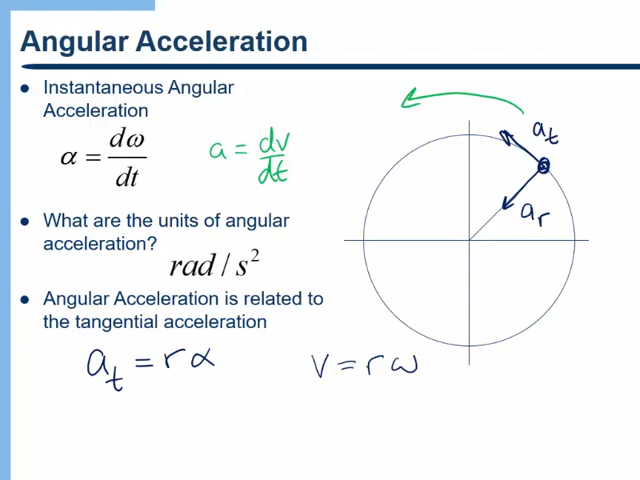 Angular Acceleration
● Instantaneous Angular
Acceleration
α = dω/dt
a = dv/dt
● What are the units of angular
acceleration?
rad / s²
● Angular Acceleration is related to
the tangential acceleration
a_t = rα
v = rω
a_t
a_r